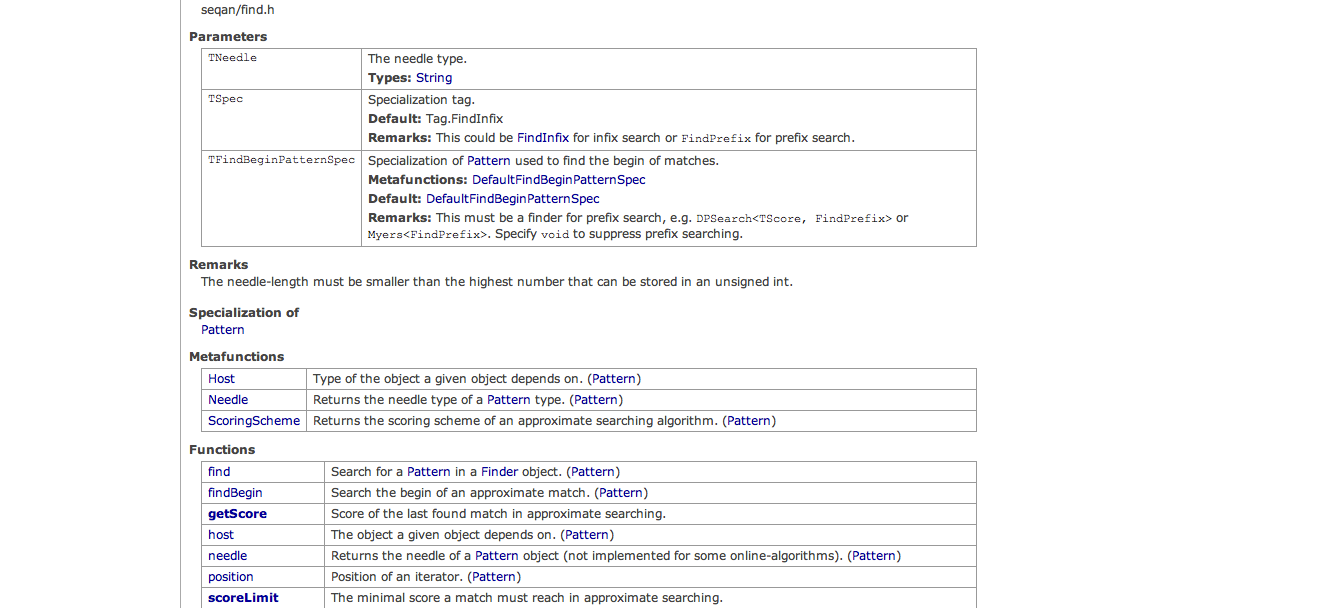 seqan/find.h
Parameters
TNeedle The needle type.
Types: String
TSpec Specialization tag.
Default: Tag.FindInfix
Remarks: This could be FindInfix for infix search or FindPrefix for prefix search.
TFindBeginPatternSpec Specialization of Pattern used to find the begin of matches.
Metafunctions: DefaultFindBeginPatternSpec
Default: DefaultFindBeginPatternSpec
Remarks: This must be a finder for prefix search, e.g. DPSearch<TScore, FindPrefix> or
Myers<FindPrefix>. Specify void to suppress prefix searching.
Remarks
The needle-length must be smaller than the highest number that can be stored in an unsigned int.
Specialization of
Pattern
Metafunctions
Host Type of the object a given object depends on. (Pattern)
Needle Returns the needle type of a Pattern type. (Pattern)
ScoringScheme Returns the scoring scheme of an approximate searching algorithm. (Pattern)
Functions
find Search for a Pattern in a Finder object. (Pattern)
findBegin Search the begin of an approximate match. (Pattern)
getScore Score of the last found match in approximate searching.
host The object a given object depends on. (Pattern)
needle Returns the needle of a Pattern object (not implemented for some online-algorithms). (Pattern)
position Position of an iterator. (Pattern)
scoreLimit The minimal score a match must reach in approximate searching.